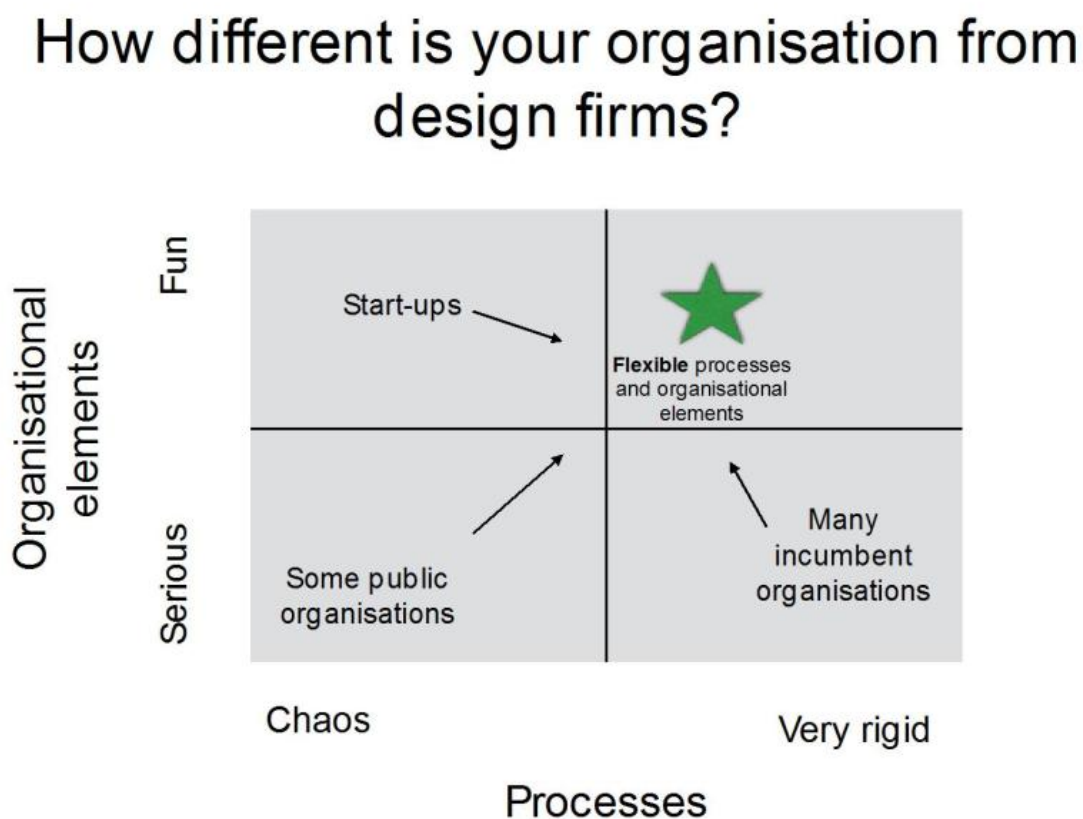 How different is your organisation from
design firms?
Organisational
elements
Fun
Serious
Start-ups
Flexible processes
and organisational
elements
Some public
organisations
Many
incumbent
organisations
Chaos
Very rigid
Processes